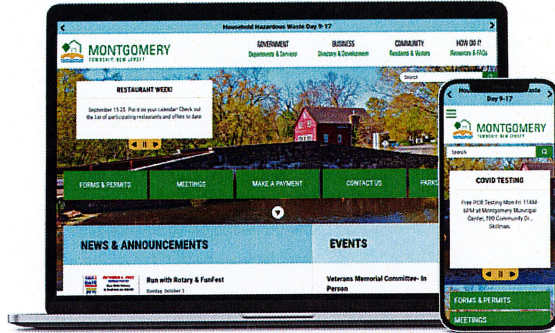 Household Hazardous Waste Day 9-17
MONTGOMERY
TOWNSHIP, NEW JERSEY
GOVERNMENT
Departments & Services
BUSINESS
Directory & Development
COMMUNITY
Residents & Visitors
HOW DO I?
Resources & FAQs
Search
RESTAURANT WEEK!
September 15-25. Put it on your calendar! Check out
the list of participating restaurants and offers to date.
FORMS & PERMITS
MEETINGS
MAKE A PAYMENT
CONTACT US
PARKS
NEWS & ANNOUNCEMENTS
Run with Rotary & FunFest
Sunday, October 2
EVENTS
Veterans Memorial Committee- In
Person
Waste
Day 9-17
MONTGOMERY
TOWNSHIP, NEW JERSEY
Search
COVID TESTING
Free PCR Testing Mon-Fri, 11AM-
6PM at Montgomery Municipal
Center, 100 Community Dr.,
Skillman.
FORMS & PERMITS
MEETINGS